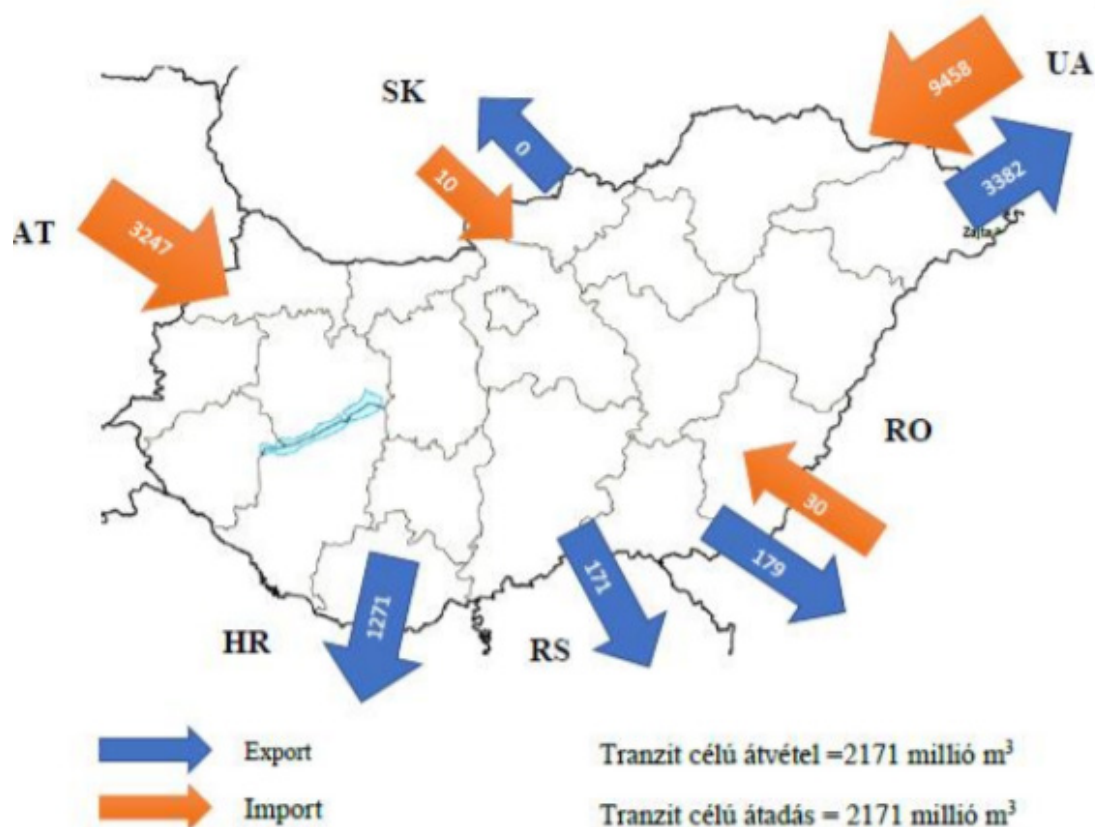 UA
SK
9458
0
3382
10
AT
3247
RO
30
179
171
1271
HR
RS
Export
Tranzit célú átvétel =2171 millió m³
Import
Tranzit célú átadás = 2171 millió m³